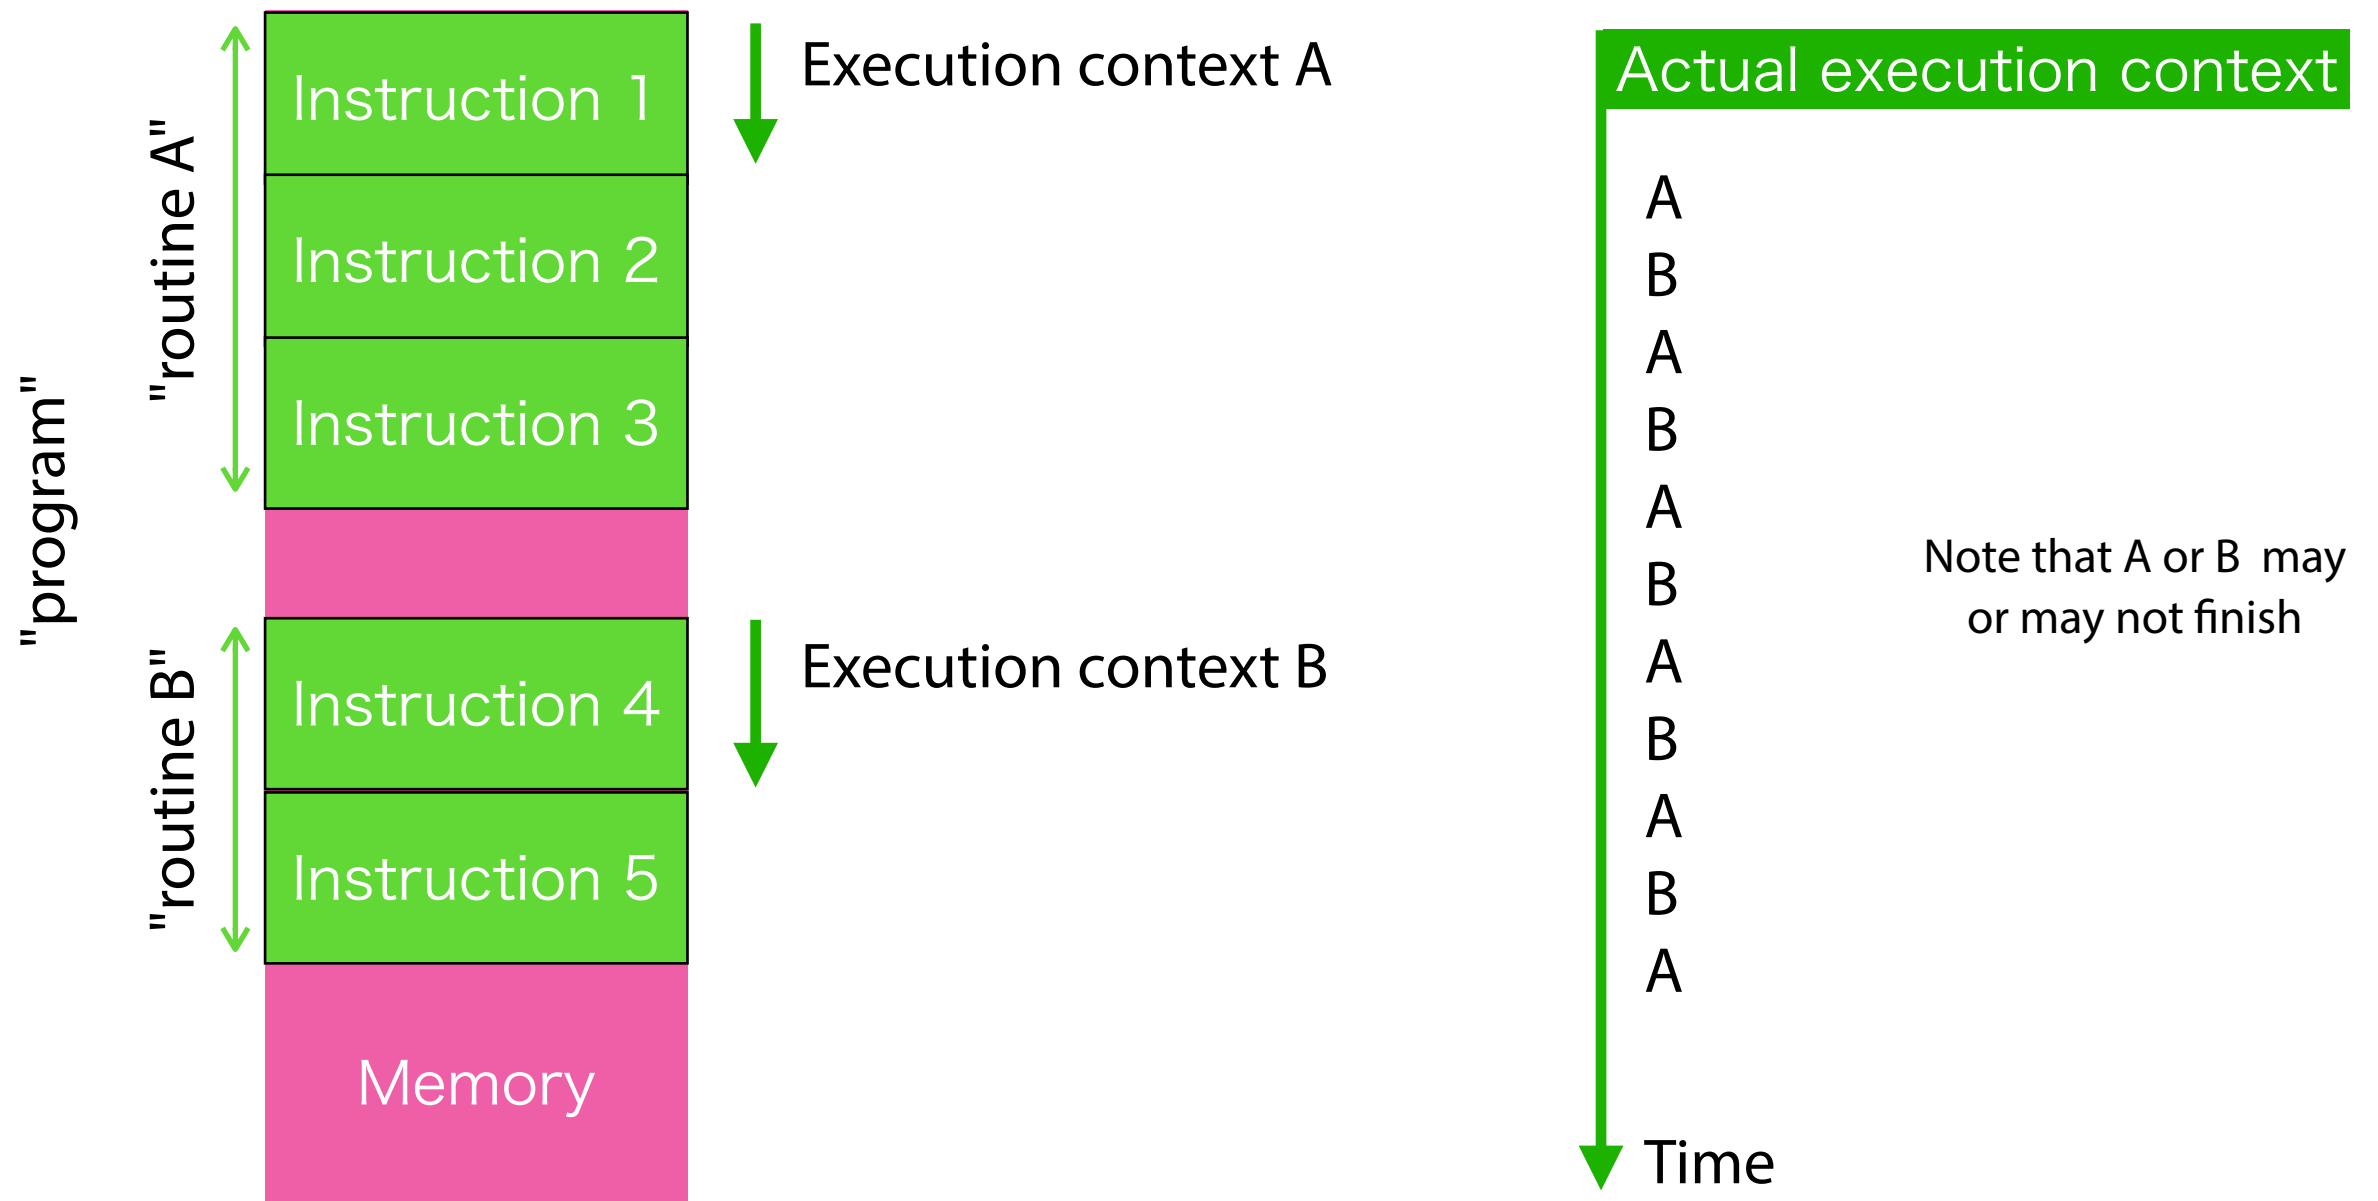 "program"
"routine A"
Instruction 1
Instruction 2
Instruction 3
"routine B"
Instruction 4
Instruction 5
Memory
Execution context A
Execution context B
Actual execution context
A
B
A
B
A
B
A
B
A
B
A
Time
Note that A or B  may
or may not finish